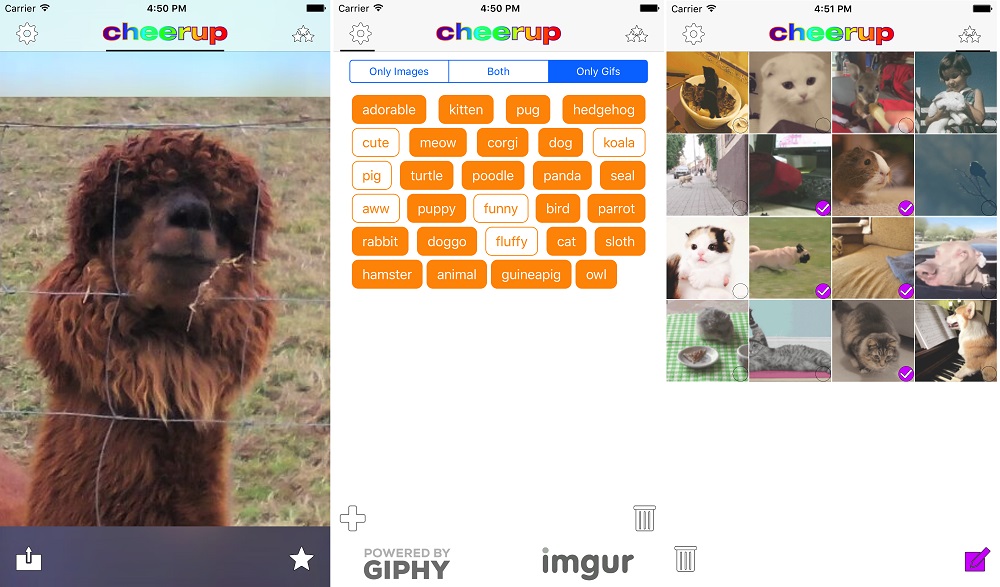 Carrier 4:50 PM
cheerup
Carrier 4:50 PM
cheerup
Only Images Both Only Gifs
adorable kitten pug hedgehog
cute meow corgi dog koala
pig turtle poodle panda seal
aww puppy funny bird parrot
rabbit doggo fluffy cat sloth
hamster animal guineapig owl
POWERED BY
GIPHY
imgur
Carrier 4:51 PM
cheerup